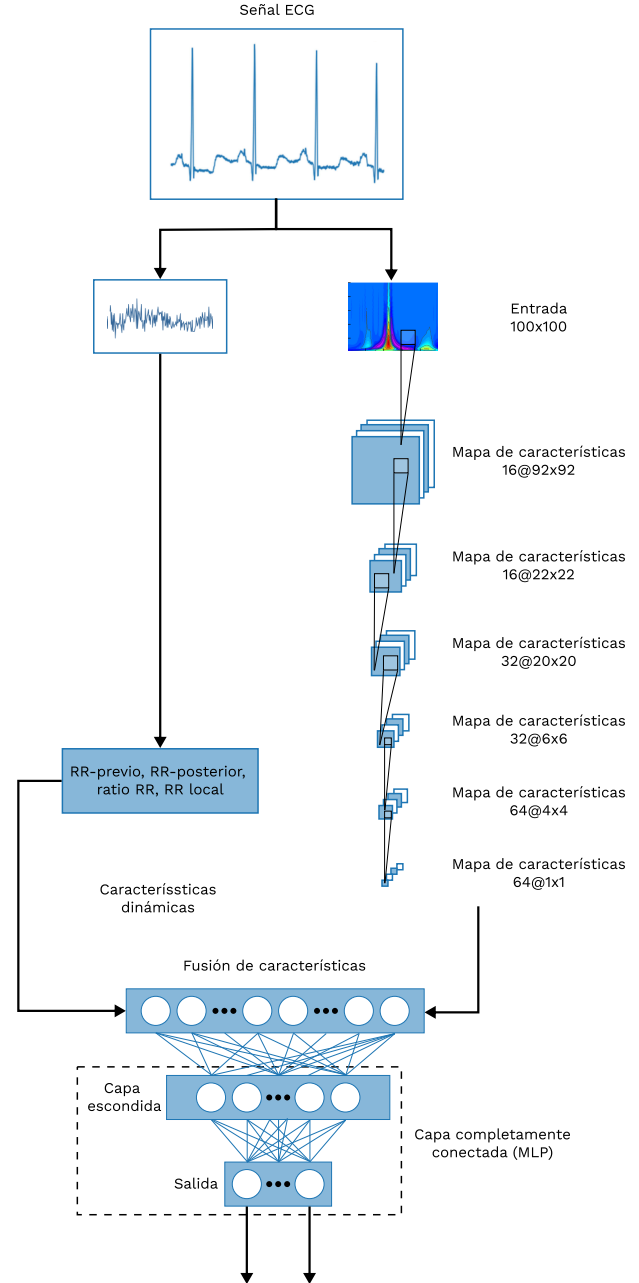 Señal ECG
Entrada
100x100
Mapa de características
16@92x92
Mapa de características
16@22x22
Mapa de características
32@20x20
Mapa de características
32@6x6
RR-previo, RR-posterior,
ratio RR, RR local
Mapa de características
64@4x4
Mapa de características
64@1x1
Caracteríssticas
dinámicas
Fusión de características
Capa
escondida
Capa completamente
conectada (MLP)
Salida